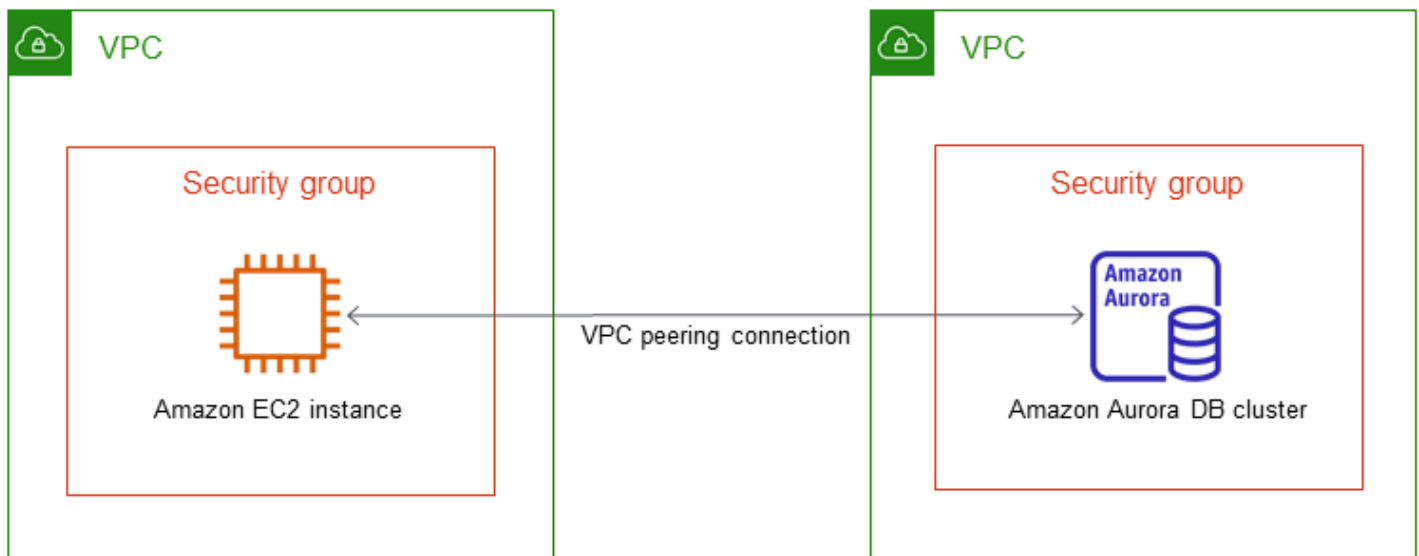 VPC
VPC
Security group
Security group
Amazon
Aurora
VPC peering connection
Amazon EC2 instance
Amazon Aurora DB cluster